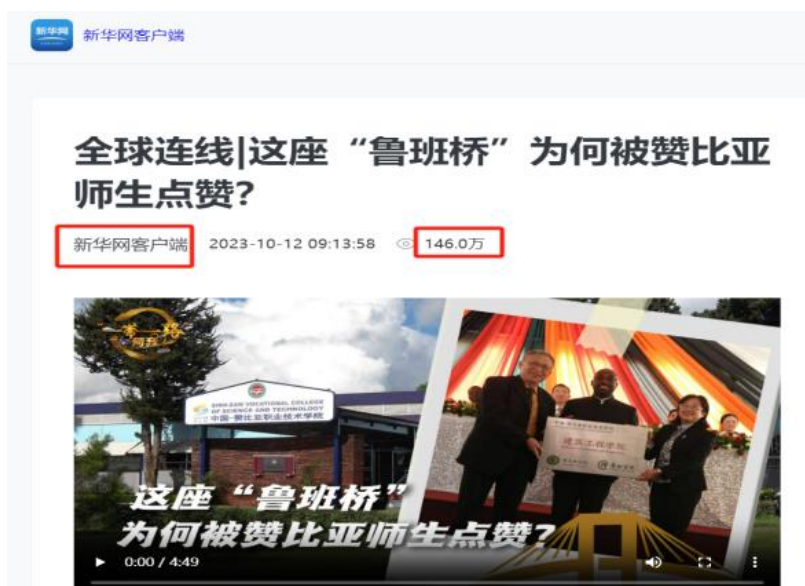 新华网
新华网客户端
全球连线|这座“鲁班桥”为何被赞比亚
师生点赞?
新华网客户端 2023-10-12 09:13:58 146.0万
一带一路
SINO-ZAM VOCATIONAL COLLEGE
OF SCIENCE AND TECHNOLOGY
中国-赞比亚职业技术学院
建筑工程学院
这座“鲁班桥”
为何被赞比亚师生点赞?
0:00 / 4:49